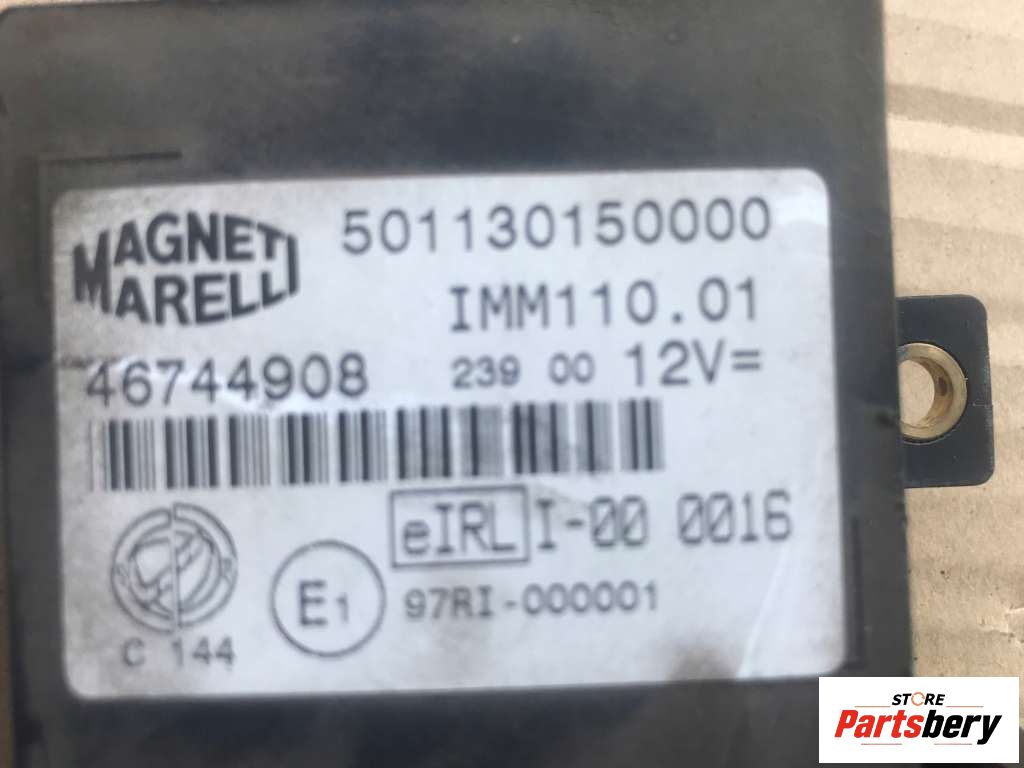 MAGNETI
MARELLI
501130150000
IMM110.01
46744908 239 00 12V=
eIRL I-00 0016
E1 97RI-000001
C 144
STORE
Partsbery